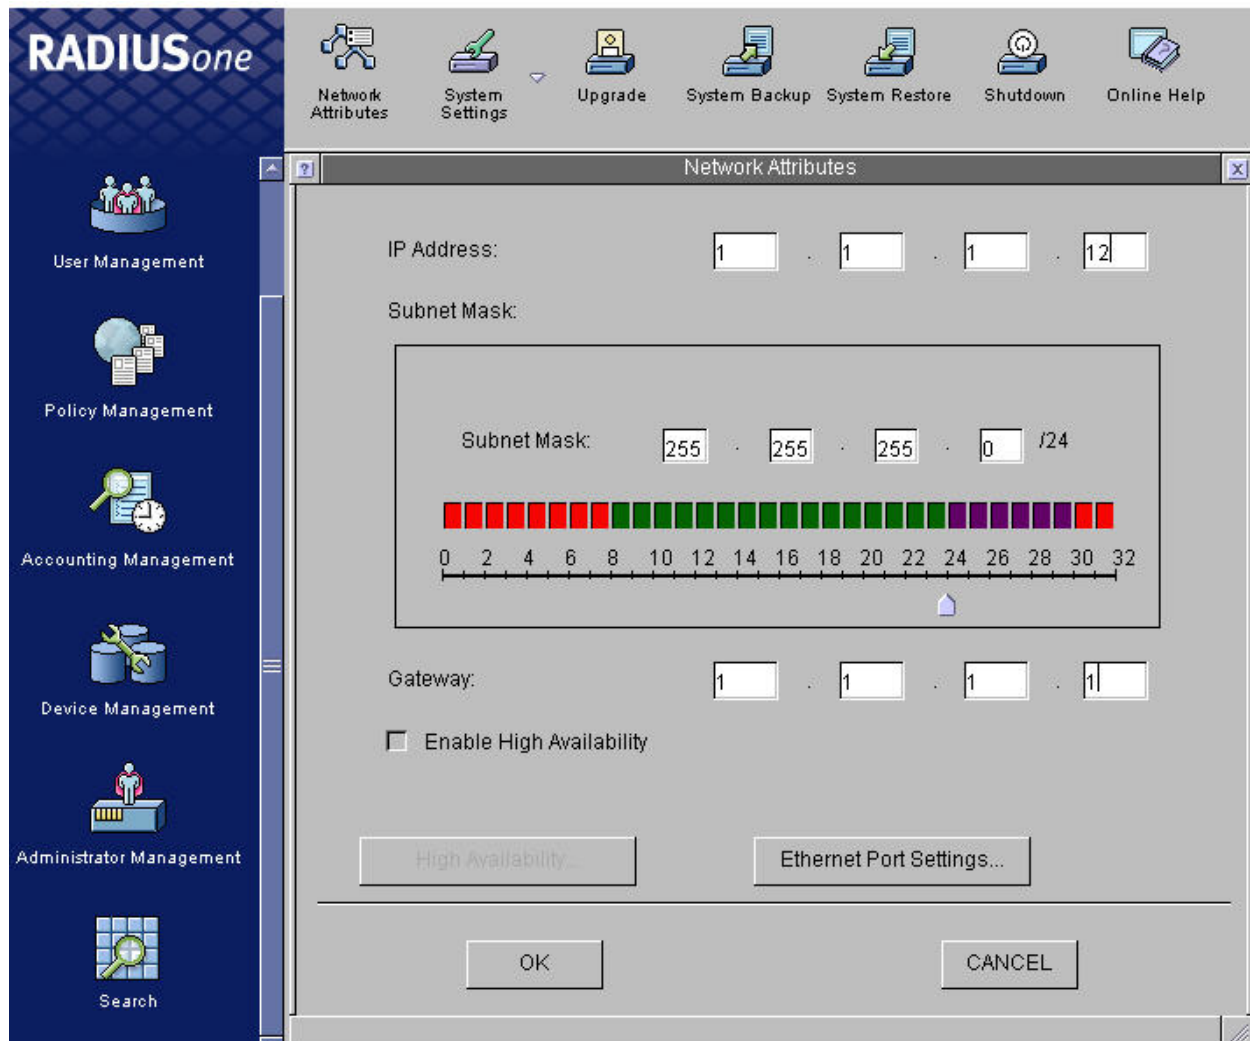 RADIUSone
Network Attributes
System Settings
Upgrade
System Backup
System Restore
Shutdown
Online Help
User Management
Policy Management
Accounting Management
Device Management
Administrator Management
Search
? Network Attributes X
IP Address: 1 . 1 . 1 . 12
Subnet Mask:
Subnet Mask: 255 . 255 . 255 . 0 /24
0 2 4 6 8 10 12 14 16 18 20 22 24 26 28 30 32
Gateway: 1 . 1 . 1 . 1
Enable High Availability
High Availability... Ethernet Port Settings...
OK CANCEL